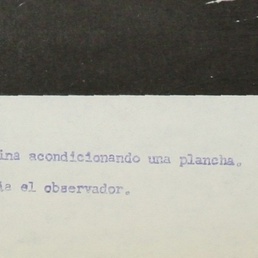 ina acondicionando una plancha.
ia el observador.